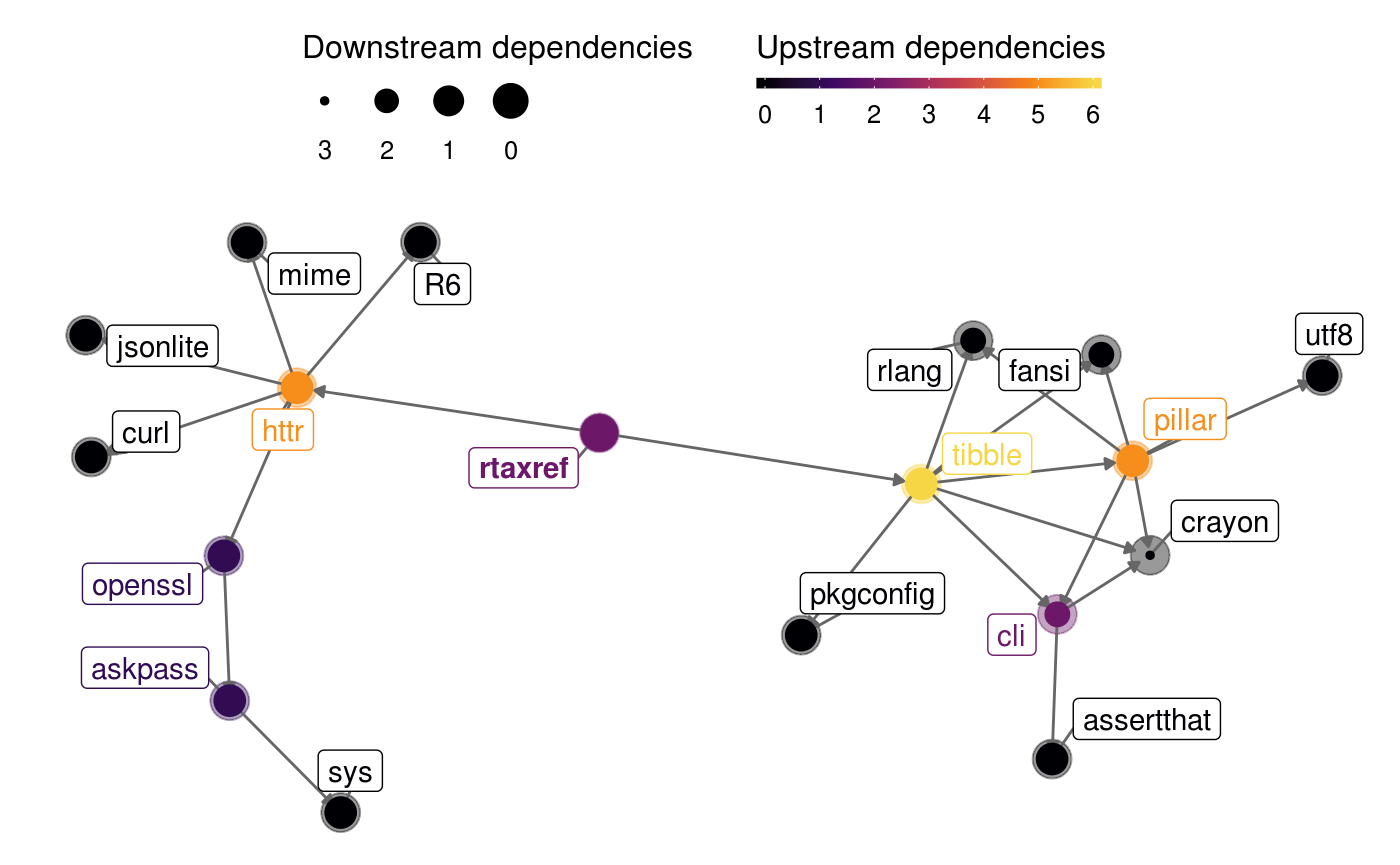 Downstream dependencies
3 2 1 0
Upstream dependencies
0 1 2 3 4 5 6
mime
R6
jsonlite
curl
httr
rtaxref
openssl
askpass
sys
rlang
fansi
utf8
pillar
tibble
crayon
pkgconfig
cli
assertthat